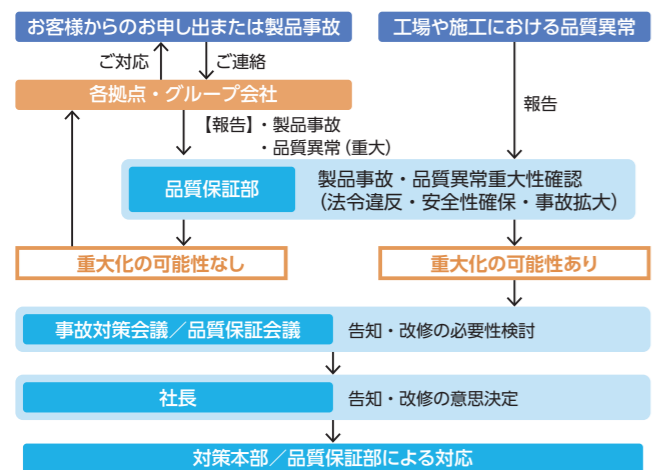 お客様からのお申し出または製品事故
工場や施工における品質異常
ご対応
ご連絡
各拠点・グループ会社
報告
【報告】・製品事故
・品質異常(重大)
品質保証部
製品事故・品質異常重大性確認
(法令違反・安全性確保・事故拡大)
重大化の可能性なし
重大化の可能性あり
事故対策会議/品質保証会議
告知・改修の必要性検討
社長
告知・改修の意思決定
対策本部/品質保証部による対応